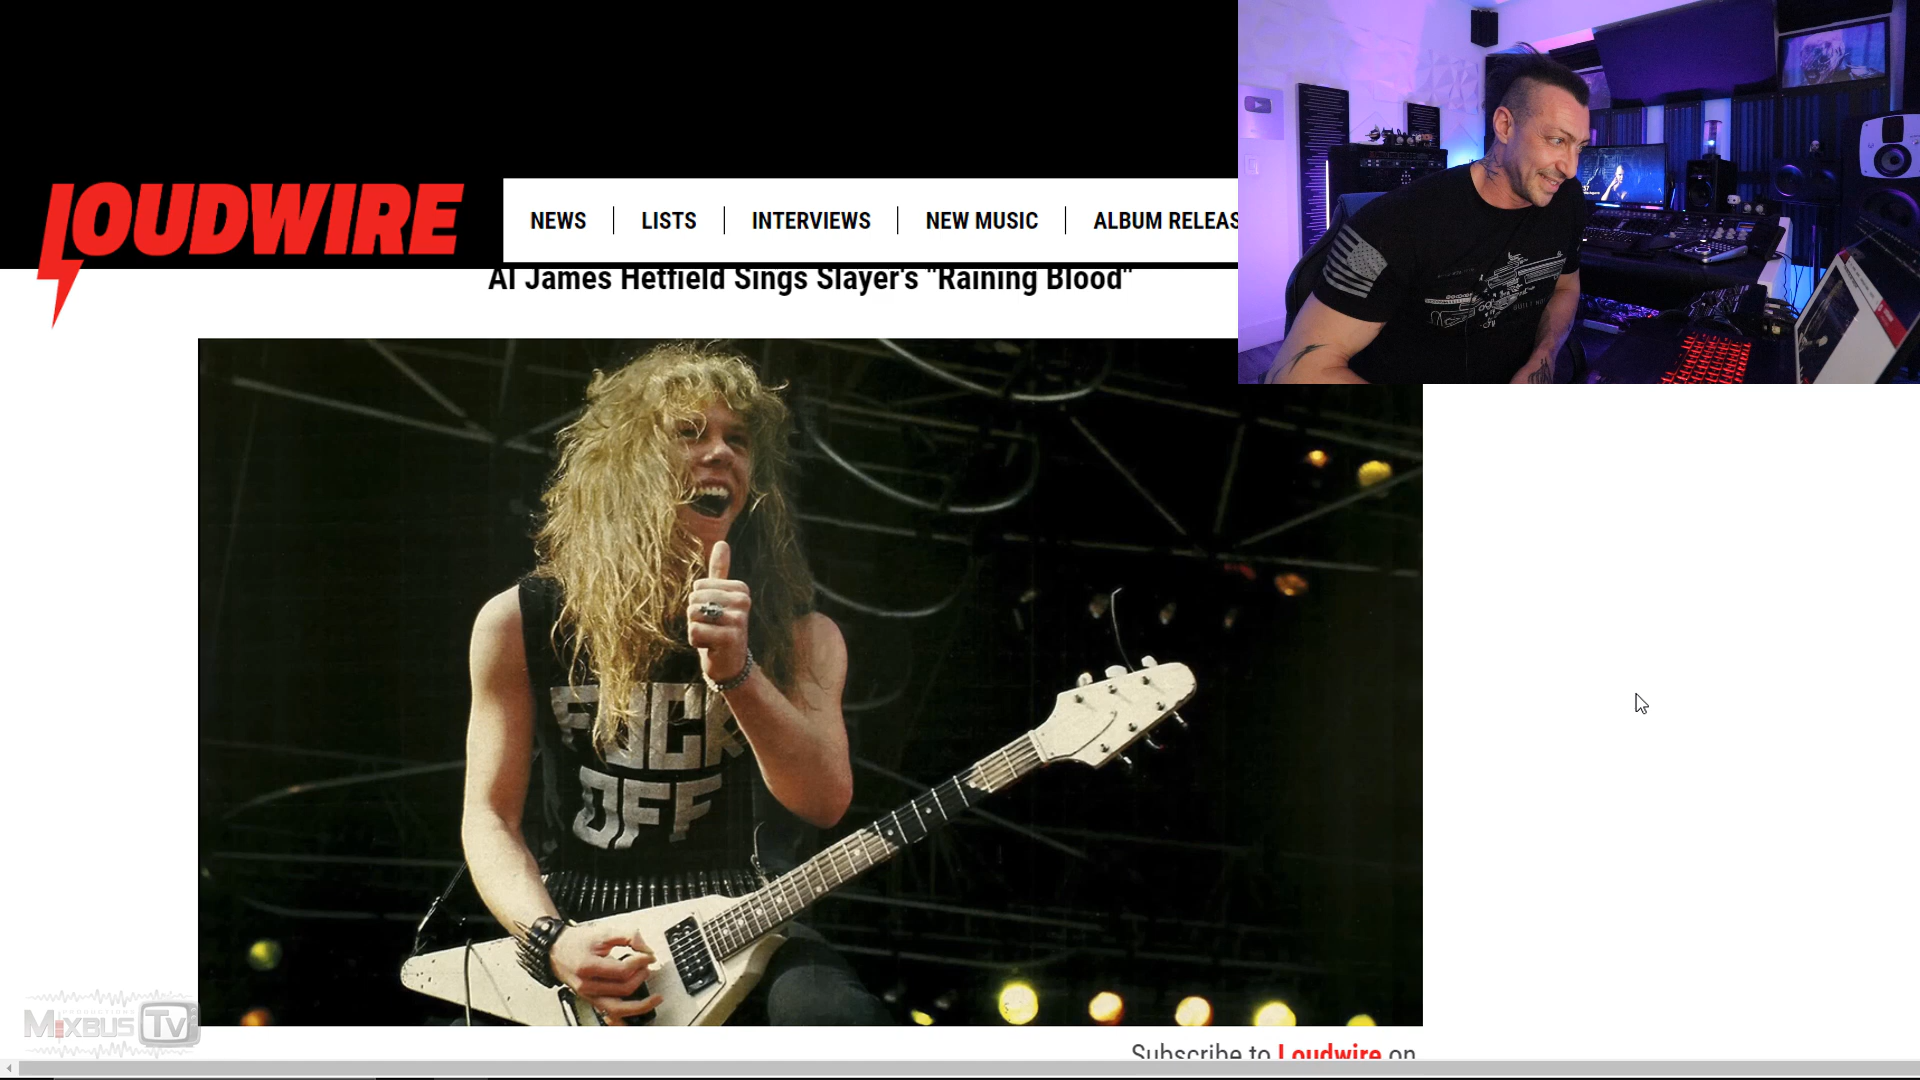 LOUDWIRE
NEWS
LISTS
INTERVIEWS
NEW MUSIC
ALBUM RELEAS
AI James Hetfield Sings Slayer's "Raining Blood"
FUCK
OFF
PRODUCTIONS
MIXBUS Tv
Subscribe to Loudwire on